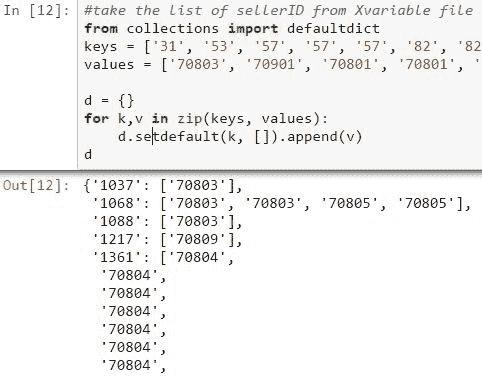 In [12]: #take the list of sellerID from Xvariable file
from collections import defaultdict
keys = ['31', '53', '57', '57', '57', '82', '82
values = ['70803', '70901', '70801', '70801', '
d = {}
for k,v in zip(keys, values):
d.setdefault(k, []).append(v)
d
Out[12]: {'1037': ['70803'],
'1068': ['70803', '70803', '70805', '70805'],
'1088': ['70803'],
'1217': ['70809'],
'1361': ['70804',
'70804',
'70804',
'70804',
'70804',
'70804',
'70804',